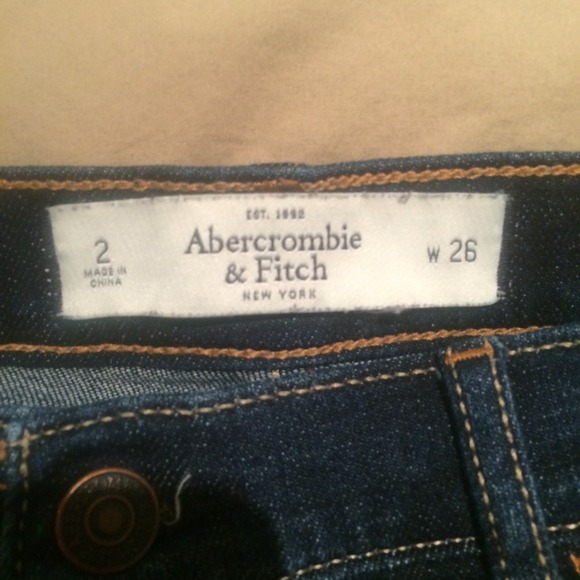 2
MADE IN
CHINA
EST. 1892
Abercrombie
& Fitch
NEW YORK
W 26